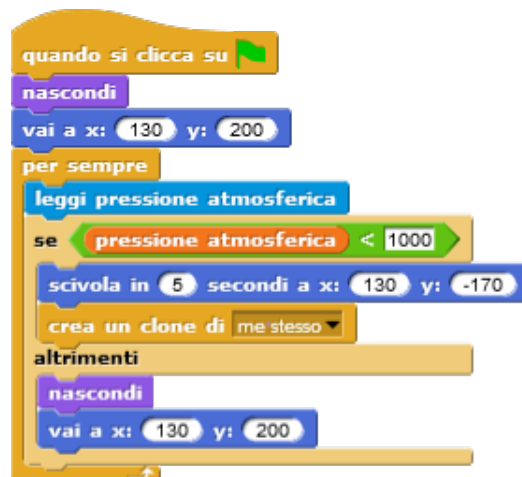 quando si clicca su
nascondi
vai a x: 130 y: 200
per sempre
leggi pressione atmosferica
se pressione atmosferica < 1000
scivola in 5 secondi a x: 130 y: -170
crea un clone di me stesso
altrimenti
nascondi
vai a x: 130 y: 200